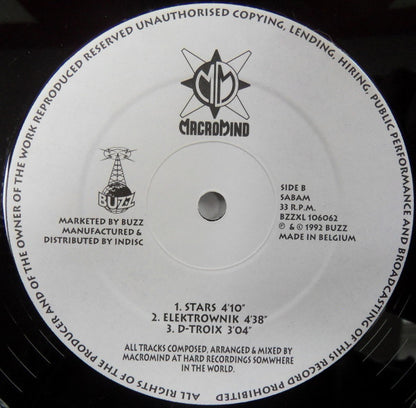 ALL RIGHTS OF THE PRODUCER AND OF THE OWNER OF THE WORK REPRODUCED RESERVED UNAUTHORISED COPYING, LENDING, HIRING, PUBLIC PERFORMANCE AND BROADCASTING OF THIS RECORD PROHIBITED
MM
MACROMIND
BUZZ
MARKETED BY BUZZ
MANUFACTURED &
DISTRIBUTED BY INDISC
SIDE B
SABAM
33 R.P.M.
BZZXL 106062
℗ & © 1992 BUZZ
MADE IN BELGIUM
1. STARS 4'10"
2. ELEKTROWNIK 4'38"
3. D-TROIX 3'04"
ALL TRACKS COMPOSED, ARRANGED & MIXED BY
MACROMIND AT HARD RECORDINGS SOMWHERE
IN THE WORLD.